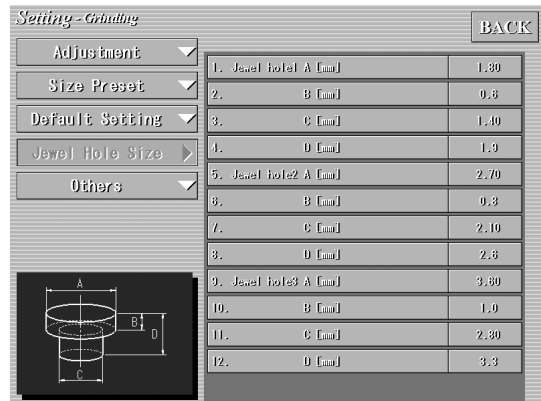 Setting - Grinding
BACK
Adjustment
Size Preset
Default Setting
Jewel Hole Size
Others
1. Jewel hole1 A [mm] 1.80
2. B [mm] 0.6
3. C [mm] 1.40
4. D [mm] 1.9
5. Jewel hole2 A [mm] 2.70
6. B [mm] 0.8
7. C [mm] 2.10
8. D [mm] 2.6
9. Jewel hole3 A [mm] 3.60
10. B [mm] 1.0
11. C [mm] 2.80
12. D [mm] 3.3
A
B
D
C